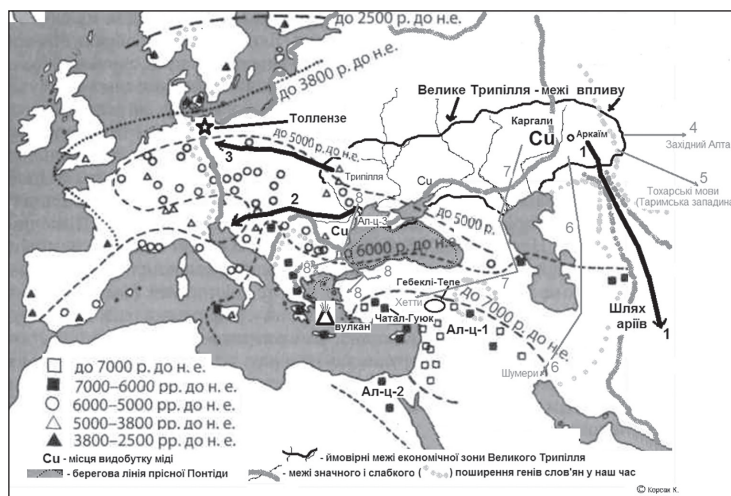 до 2500 р. до н.е.
до 3800 р. до н.е.
Велике Трипілля - межі впливу
Толлензе
Каргали
Cu
Аркаїм
4
Західний Алта
до 5000 р. до н.е.
3
Трипілля
7
1
5
Тохарські мови
(Таримська западина
2
8
Cu
Ал-ц-3
Cu
до 5000 р.
6
до 6000 р. до н.е.
8
8
8
Гебеклі-Тепе
7
Хетти
до 7000 р. до н.е.
вулкан
Чатал-Гуюк
Ал-ц-1
Шлях
аріїв
1
Шумери
6
Ал-ц-2
до 7000 р. до н.е.
7000–6000 рр. до н. е.
6000–5000 рр. до н. е.
5000–3800 рр. до н. е.
3800–2500 рр. до н. е.
Cu - місця видобутку міді
- ймовірні межі економічної зони Великого Трипілля
- берегова лінія прісної Понтіди
- межі значного і слабкого ( ) поширення генів слов'ян у наш час
© Корсак К.